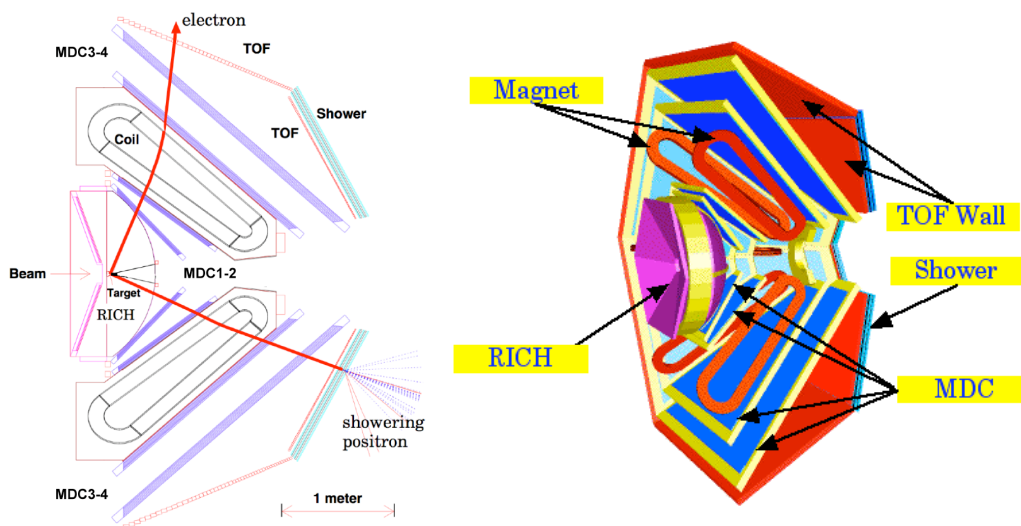 electron
MDC3-4
TOF
Shower
TOF
Coil
Beam
MDC1-2
Target
RICH
showering
positron
MDC3-4
1 meter
Magnet
TOF Wall
Shower
RICH
MDC